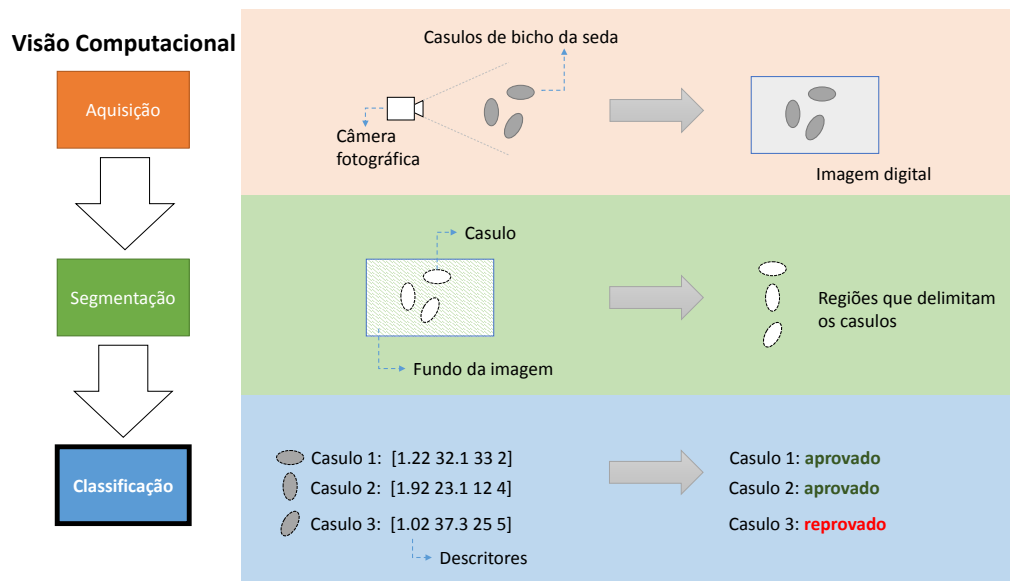 Visão Computacional
Aquisição
Casulos de bicho da seda
Câmera
fotográfica
Imagem digital
Segmentação
Casulo
Fundo da imagem
Regiões que delimitam
os casulos
Classificação
Casulo 1: [1.22 32.1 33 2]
Casulo 2: [1.92 23.1 12 4]
Casulo 3: [1.02 37.3 25 5]
Descritores
Casulo 1: aprovado
Casulo 2: aprovado
Casulo 3: reprovado